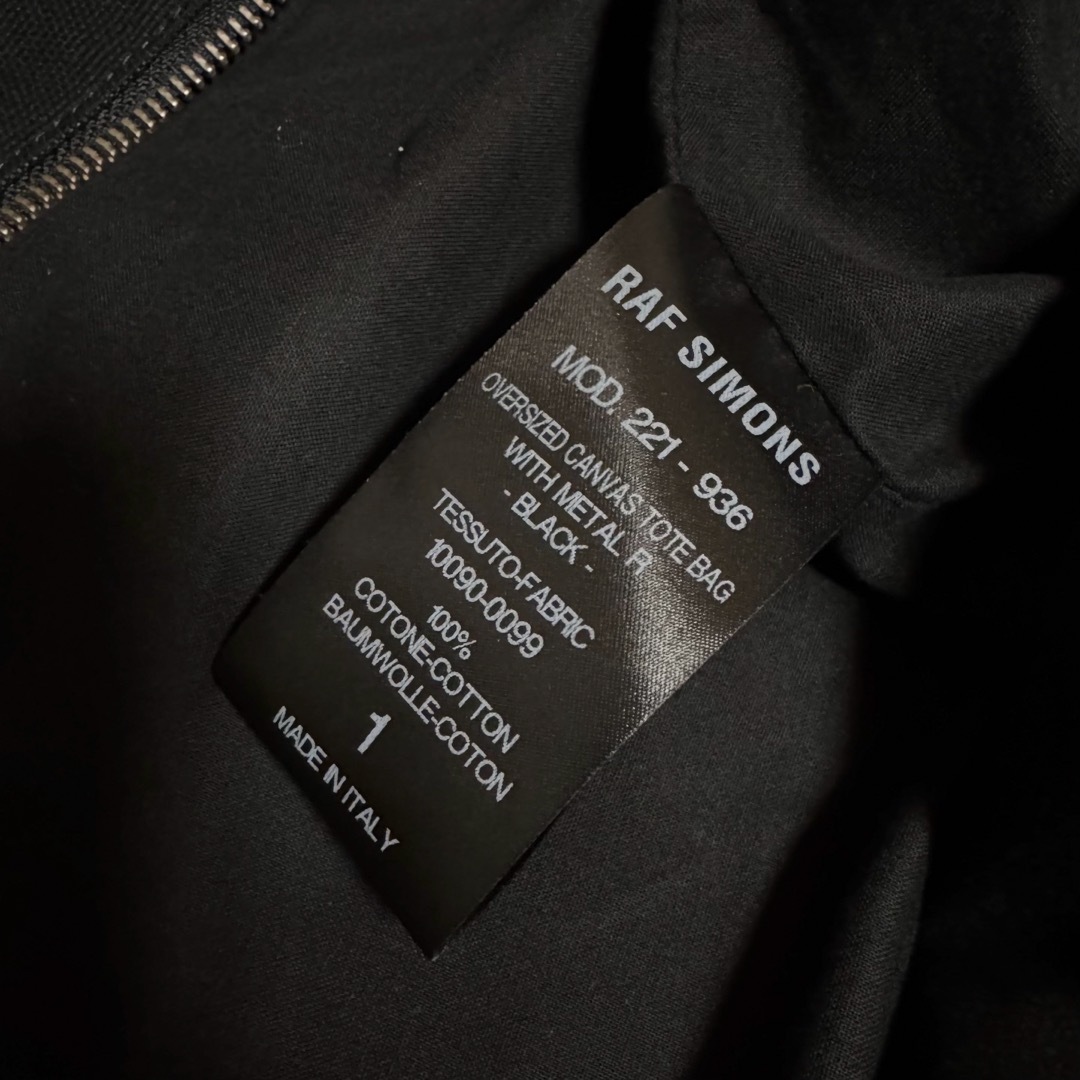 RAF SIMONS
MOD. 221 - 936
OVERSIZED CANVAS TOTE BAG
WITH METAL RI
- BLACK -
TESSUTO-FABRIC
10090-0099
100%
COTONE-COTTON
BAUMWOLLE-COTON
1
MADE IN ITALY